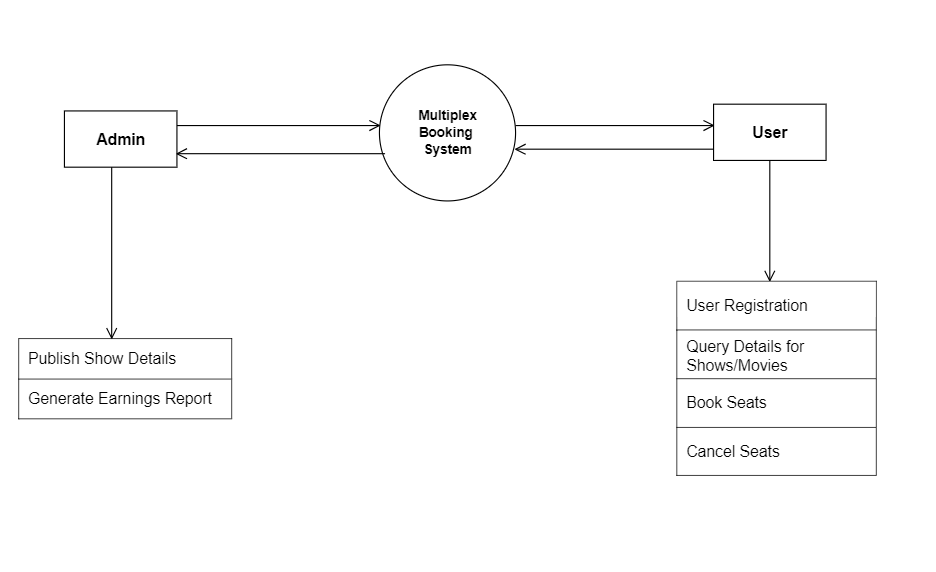 Admin
Multiplex
Booking
System
User
Publish Show Details
Generate Earnings Report
User Registration
Query Details for
Shows/Movies
Book Seats
Cancel Seats